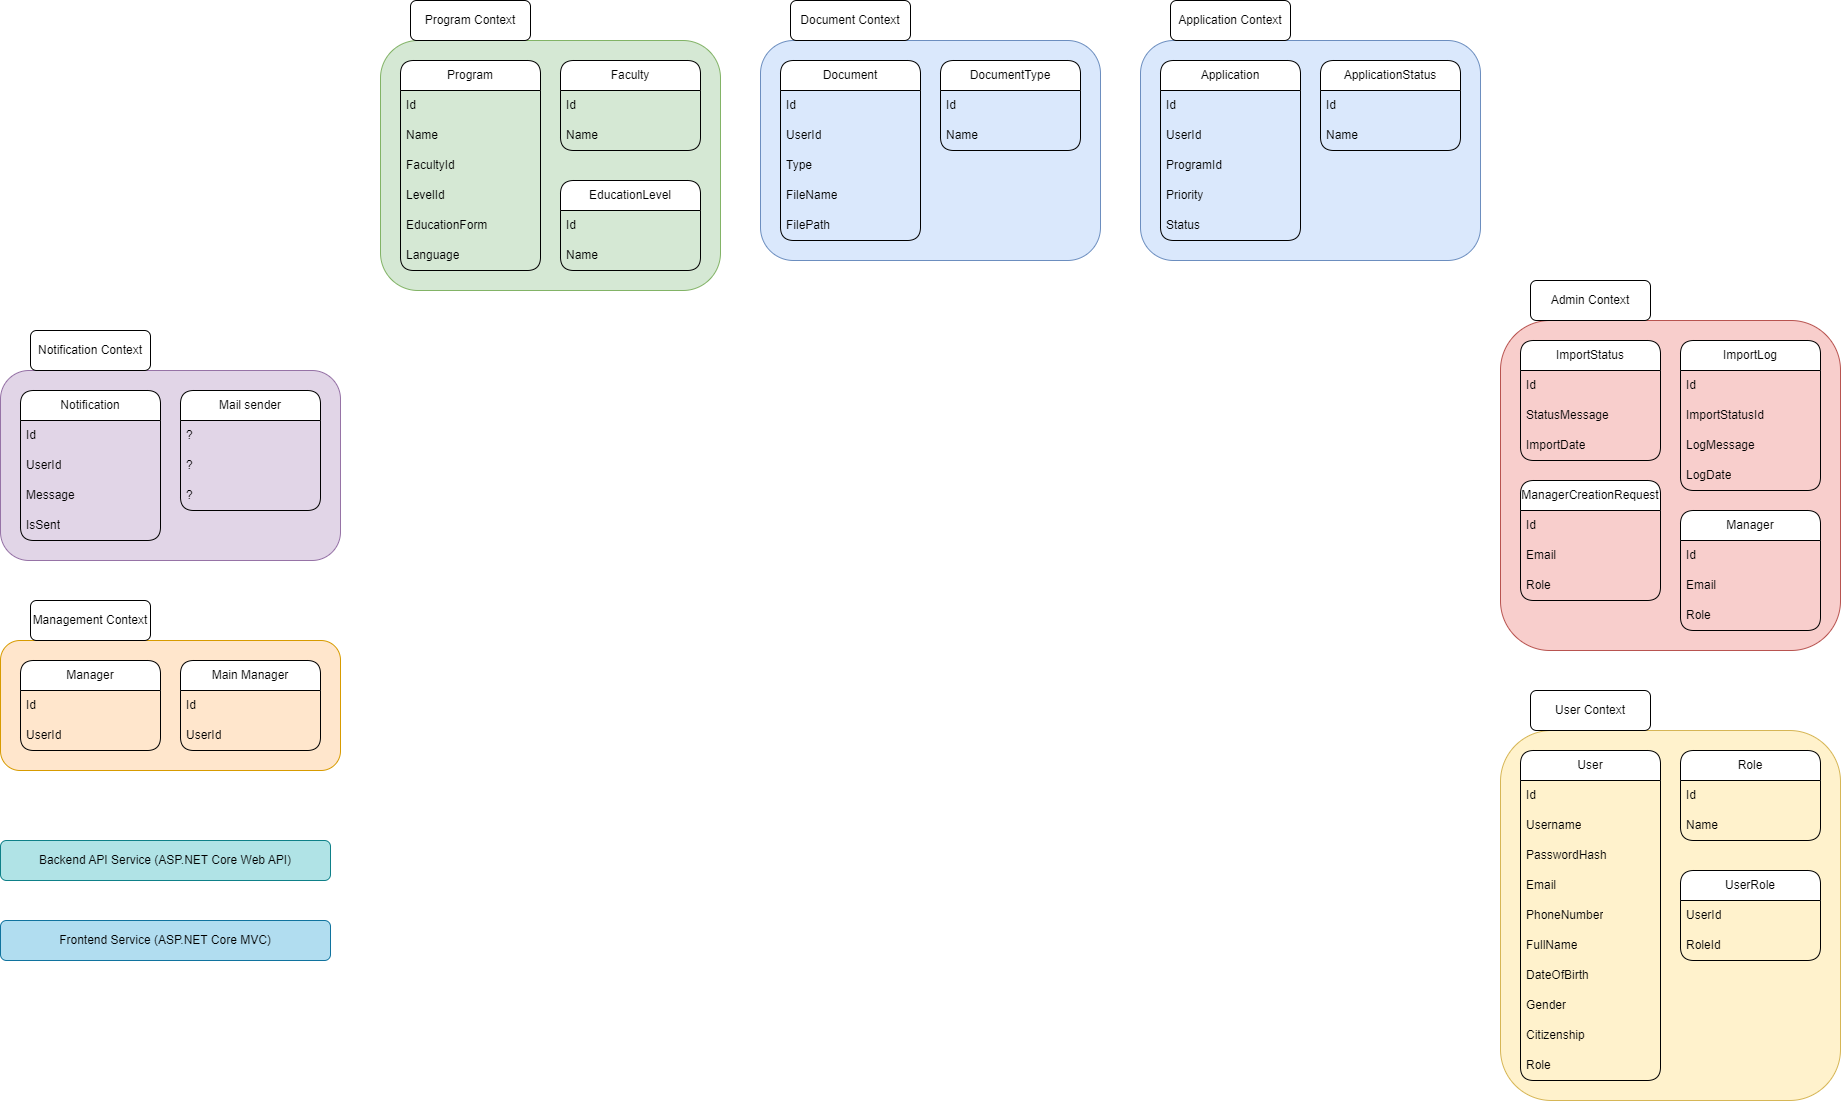 Program Context
Program
Id
Name
FacultyId
LevelId
EducationForm
Language
Faculty
Id
Name
EducationLevel
Id
Name
Document Context
Document
Id
UserId
Type
FileName
FilePath
DocumentType
Id
Name
Application Context
Application
Id
UserId
ProgramId
Priority
Status
ApplicationStatus
Id
Name
Admin Context
ImportStatus
Id
StatusMessage
ImportDate
ImportLog
Id
ImportStatusId
LogMessage
LogDate
ManagerCreationRequest
Id
Email
Role
Manager
Id
Email
Role
Notification Context
Notification
Id
UserId
Message
IsSent
Mail sender
?
?
?
Management Context
Manager
Id
UserId
Main Manager
Id
UserId
User Context
User
Id
Username
PasswordHash
Email
PhoneNumber
FullName
DateOfBirth
Gender
Citizenship
Role
Role
Id
Name
UserRole
UserId
RoleId
Backend API Service (ASP.NET Core Web API)
Frontend Service (ASP.NET Core MVC)